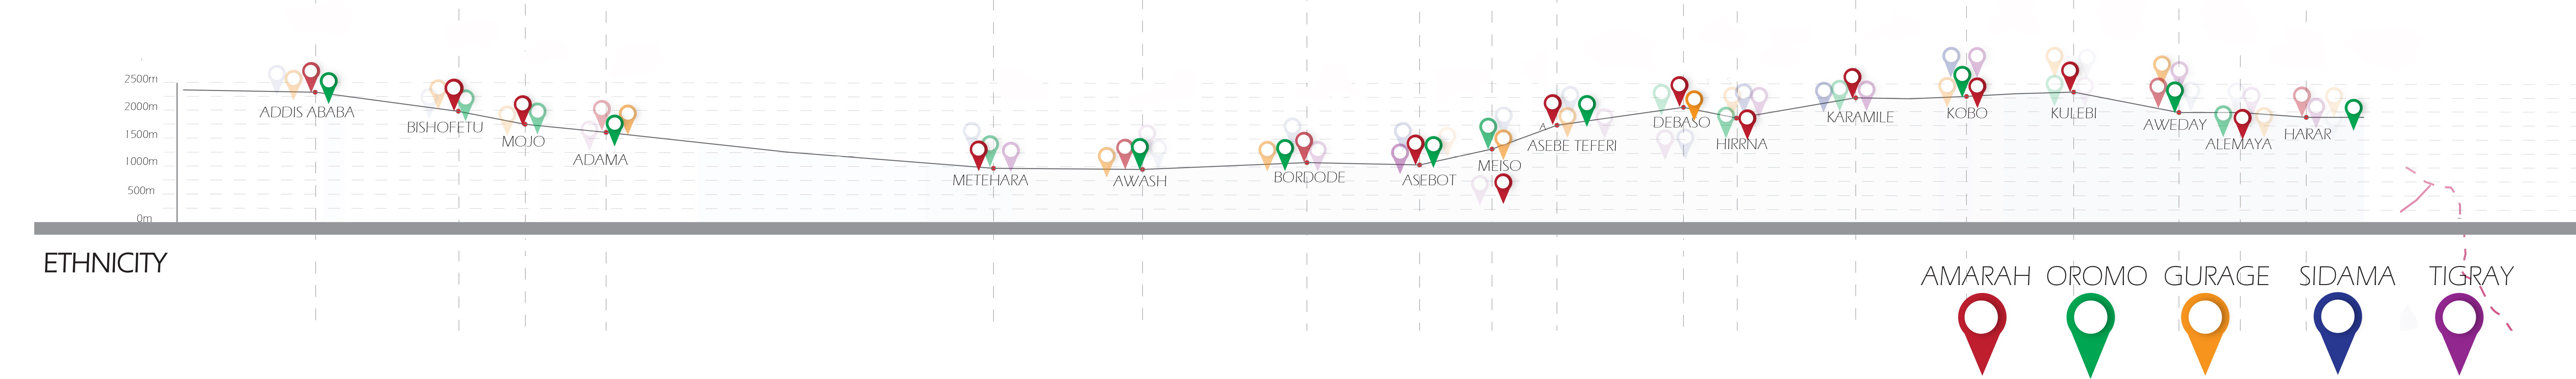 2500m
2000m
1500m
1000m
500m
0m
ADDIS ABABA
BISHOFETU
MOJO
ADAMA
METEHARA
AWASH
BORDODE
ASEBOT
MEISO
A
ASEBE TEFERI
DEBASO
HIRRNA
KARAMILE
KOBO
KULEBI
AWEDAY
ALEMAYA
HARAR
ETHNICITY
AMARAH OROMO GURAGE SIDAMA TIGRAY